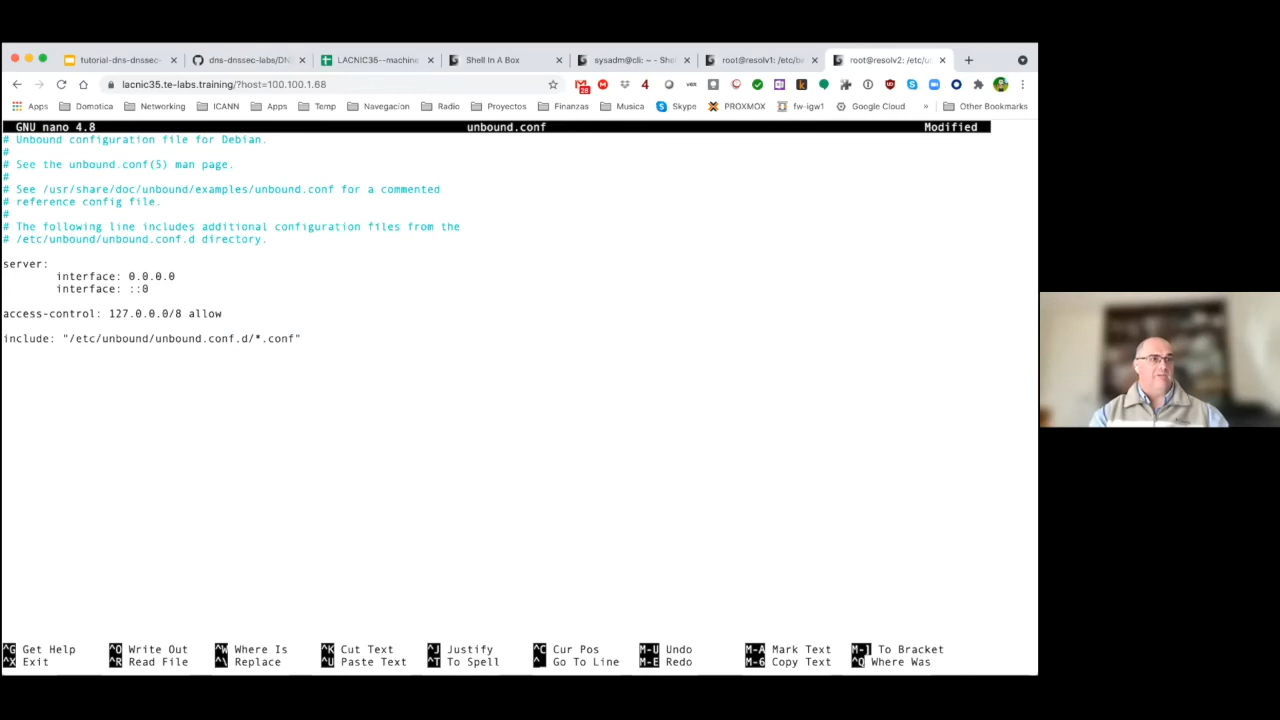 tutorial-dns-dnssec-
dns-dnssec-labs/DN
LACNIC35--machine
Shell In A Box
sysadm@cli: ~ - She
root@resolv1: /etc/be
root@resolv2: /etc/u
lacnic35.te-labs.training/?host=100.100.1.68
Apps
Domotica
Networking
ICANN
Apps
Temp
Navegacion
Radio
Proyectos
Finanzas
Musica
Skype
PROXMOX
fw-igw1
Google Cloud
»
Other Bookmarks
GNU nano 4.8 unbound.conf Modified
# Unbound configuration file for Debian.
#
# See the unbound.conf(5) man page.
#
# See /usr/share/doc/unbound/examples/unbound.conf for a commented
# reference config file.
#
# The following line includes additional configuration files from the
# /etc/unbound/unbound.conf.d directory.
server:
interface: 0.0.0.0
interface: ::0
access-control: 127.0.0.0/8 allow
include: "/etc/unbound/unbound.conf.d/*.conf"
^G Get Help ^O Write Out ^W Where Is ^K Cut Text ^J Justify ^C Cur Pos M-U Undo M-A Mark Text M-] To Bracket
^X Exit ^R Read File ^\ Replace ^U Paste Text ^T To Spell ^_ Go To Line M-E Redo M-6 Copy Text ^Q Where Was